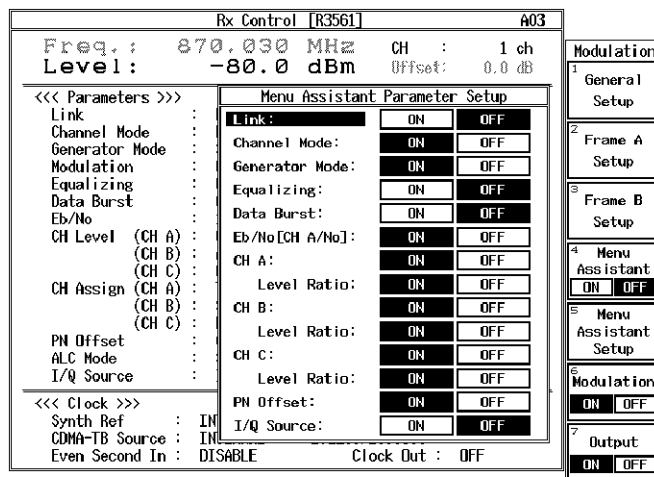 Rx Control [R3561] A03
Freq.: 870.030 MHz CH : 1 ch
Level: -80.0 dBm Offset: 0.0 dB
<<< Parameters >>>
Link :
Channel Mode :
Generator Mode :
Modulation :
Equalizing :
Data Burst :
Eb/No :
CH Level (CH A) :
(CH B) :
(CH C) :
CH Assign (CH A) :
(CH B) :
(CH C) :
PN Offset :
ALC Mode :
I/Q Source :
Menu Assistant Parameter Setup
Link: ON OFF
Channel Mode: ON OFF
Generator Mode: ON OFF
Equalizing: ON OFF
Data Burst: ON OFF
Eb/No[CH A/No]: ON OFF
CH A: ON OFF
Level Ratio: ON OFF
CH B: ON OFF
Level Ratio: ON OFF
CH C: ON OFF
Level Ratio: ON OFF
PN Offset: ON OFF
I/Q Source: ON OFF
<<< Clock >>>
Synth Ref : IN
CDMA-TB Source :
Even Second In : DISABLE Clock Out : OFF
Modulation
1 General
Setup
2 Frame A
Setup
3 Frame B
Setup
4 Menu
Assistant
ON OFF
5 Menu
Assistant
Setup
6
Modulation
ON OFF
7
Output
ON OFF